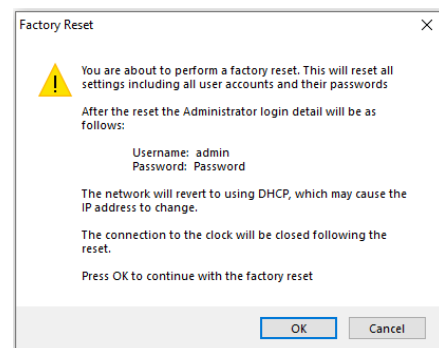 Factory Reset
You are about to perform a factory reset. This will reset all
settings including all user accounts and their passwords
After the reset the Administrator login detail will be as
follows:
Username: admin
Password: Password
The network will revert to using DHCP, which may cause the
IP address to change.
The connection to the clock will be closed following the
reset.
Press OK to continue with the factory reset
OK Cancel